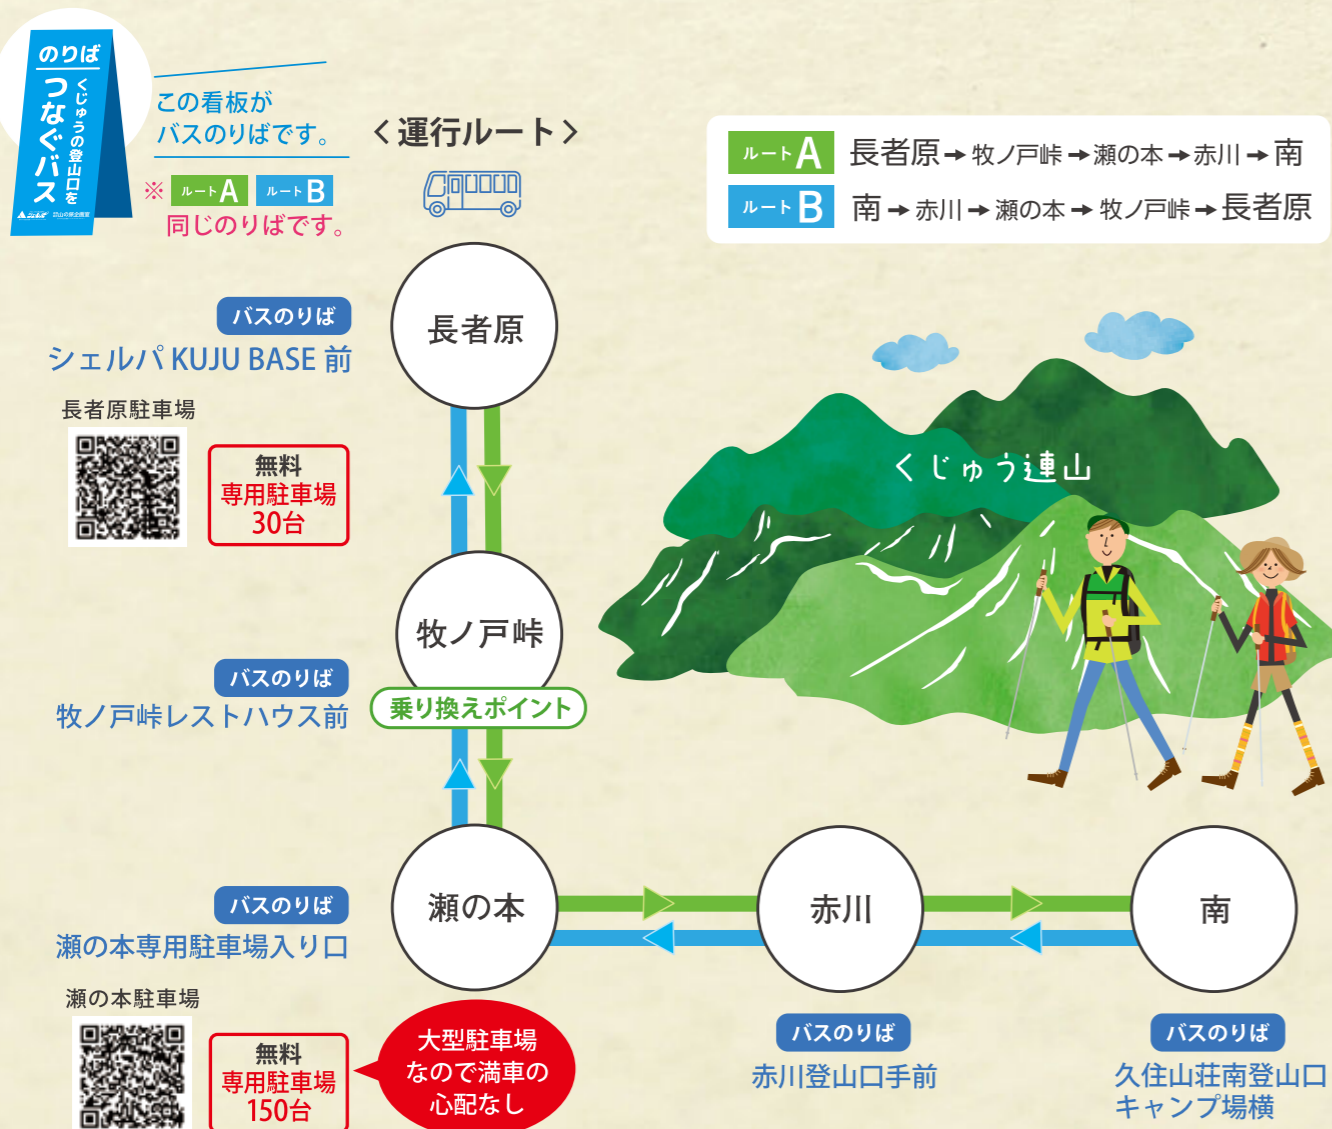 のりば
くじゅうの登山口を
つなぐバス
この看板が
バスのりばです。
※ ルートA ルートB
同じのりばです。
〈運行ルート〉
ルートA 長者原→牧ノ戸峠→瀬の本→赤川→南
ルートB 南→赤川→瀬の本→牧ノ戸峠→長者原
バスのりば
シェルパ KUJU BASE 前
長者原
長者原駐車場
無料
専用駐車場
30台
くじゅう連山
牧ノ戸峠
乗り換えポイント
バスのりば
牧ノ戸峠レストハウス前
バスのりば
瀬の本専用駐車場入り口
瀬の本
赤川
南
瀬の本駐車場
無料
専用駐車場
150台
大型駐車場
なので満車の
心配なし
バスのりば
赤川登山口手前
バスのりば
久住山荘南登山口
キャンプ場横